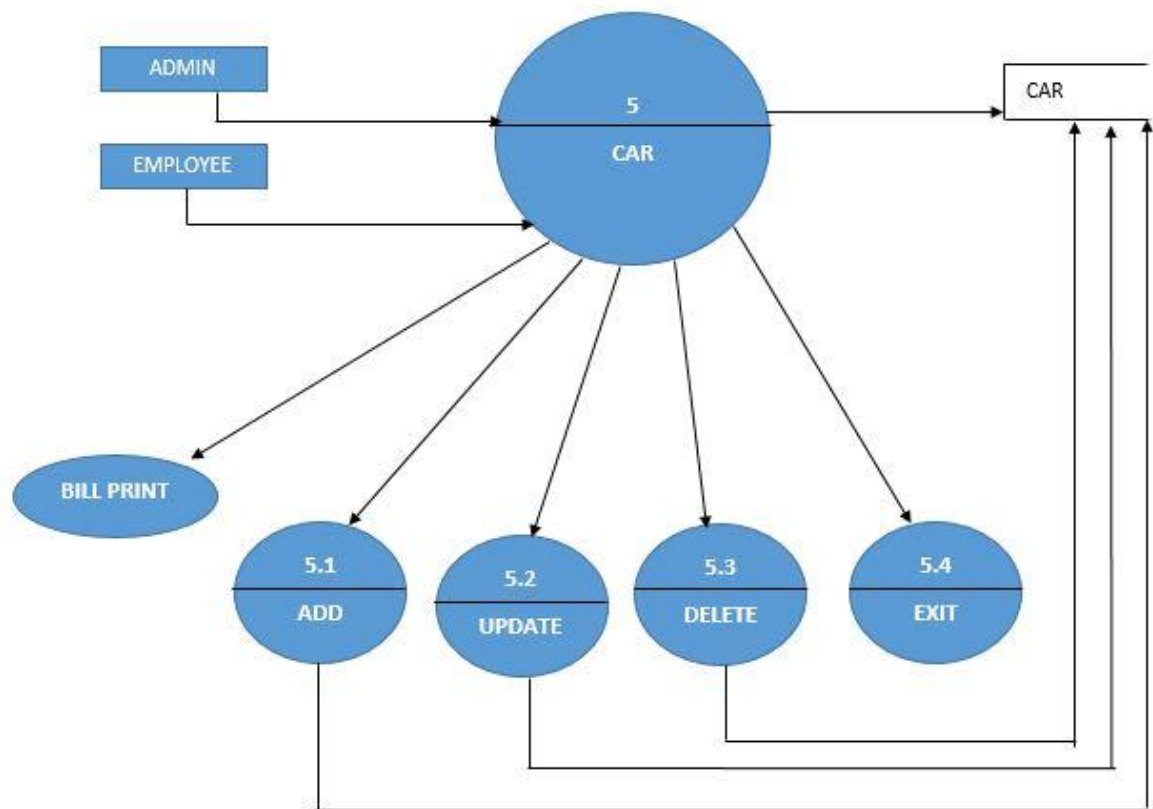 ADMIN
5
CAR
CAR
EMPLOYEE
BILL PRINT
5.1
ADD
5.2
UPDATE
5.3
DELETE
5.4
EXIT